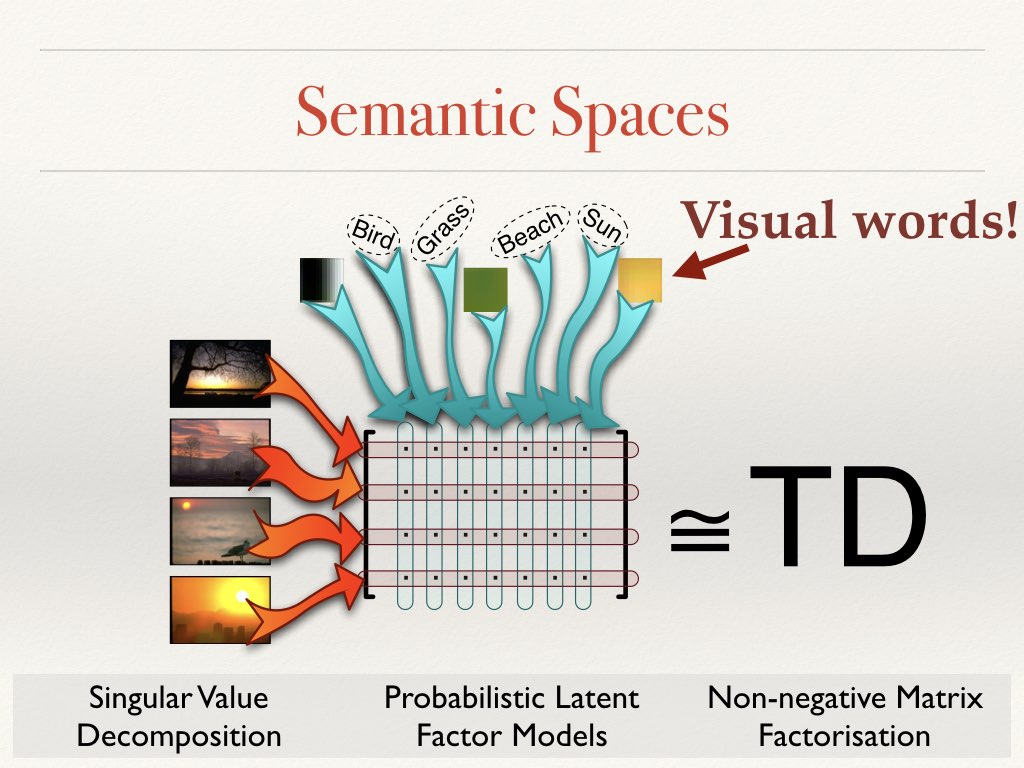 Semantic Spaces
Visual words!
Bird
Grass
Beach
Sun
≅ TD
Singular Value
Decomposition
Probabilistic Latent
Factor Models
Non-negative Matrix
Factorisation